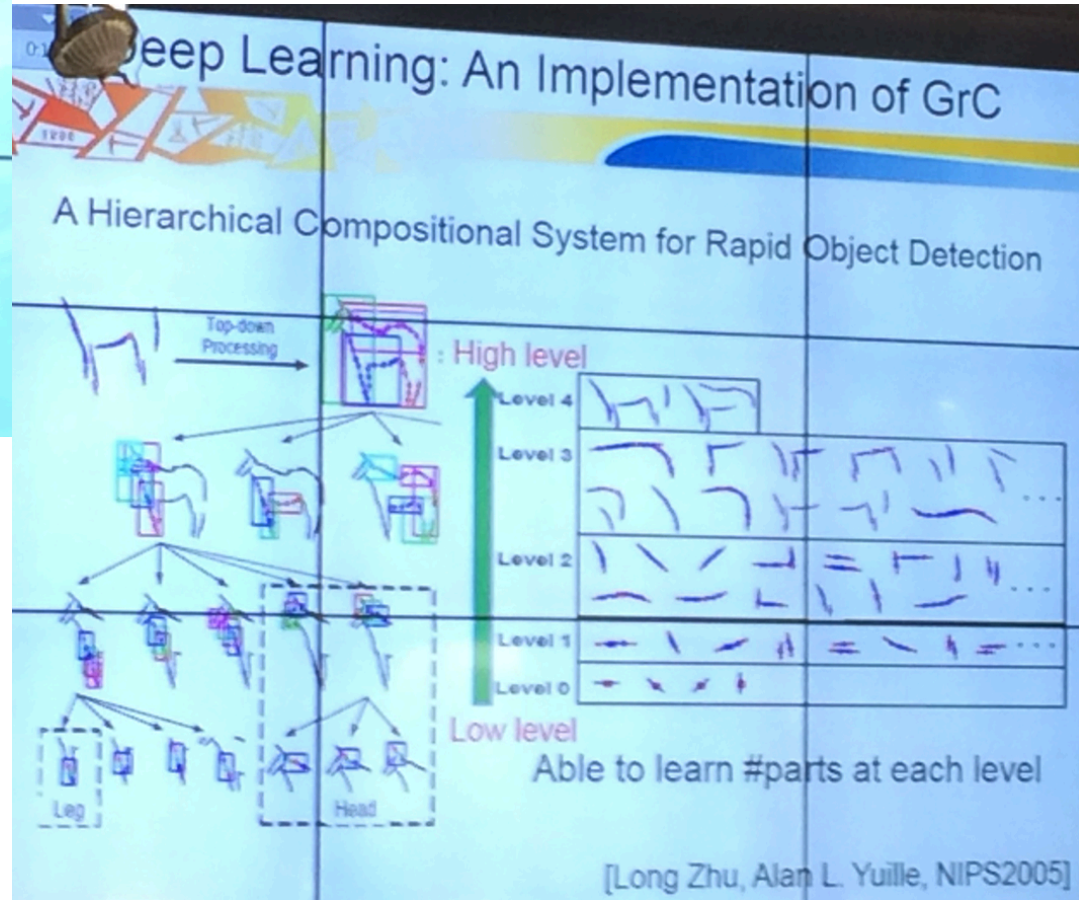 eep Learning: An Implementation of GrC
A Hierarchical Compositional System for Rapid Object Detection
Top-down
Processing
: High level
Level 4
Level 3
...
Level 2
...
Level 1
...
Level 0
Low level
Leg
Head
Able to learn #parts at each level
[Long Zhu, Alan L. Yuille, NIPS2005]